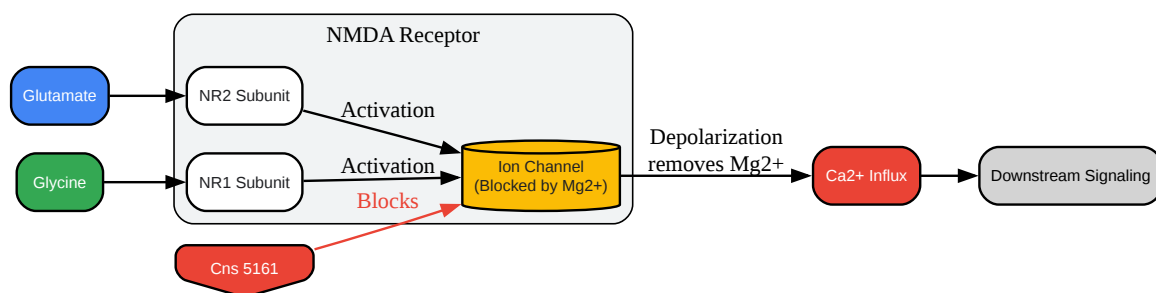 NMDA Receptor
Glutamate
NR2 Subunit
Activation
Glycine
NR1 Subunit
Activation
Blocks
Cns 5161
Ion Channel
(Blocked by Mg2+)
Depolarization
removes Mg2+
Ca2+ Influx
Downstream Signaling